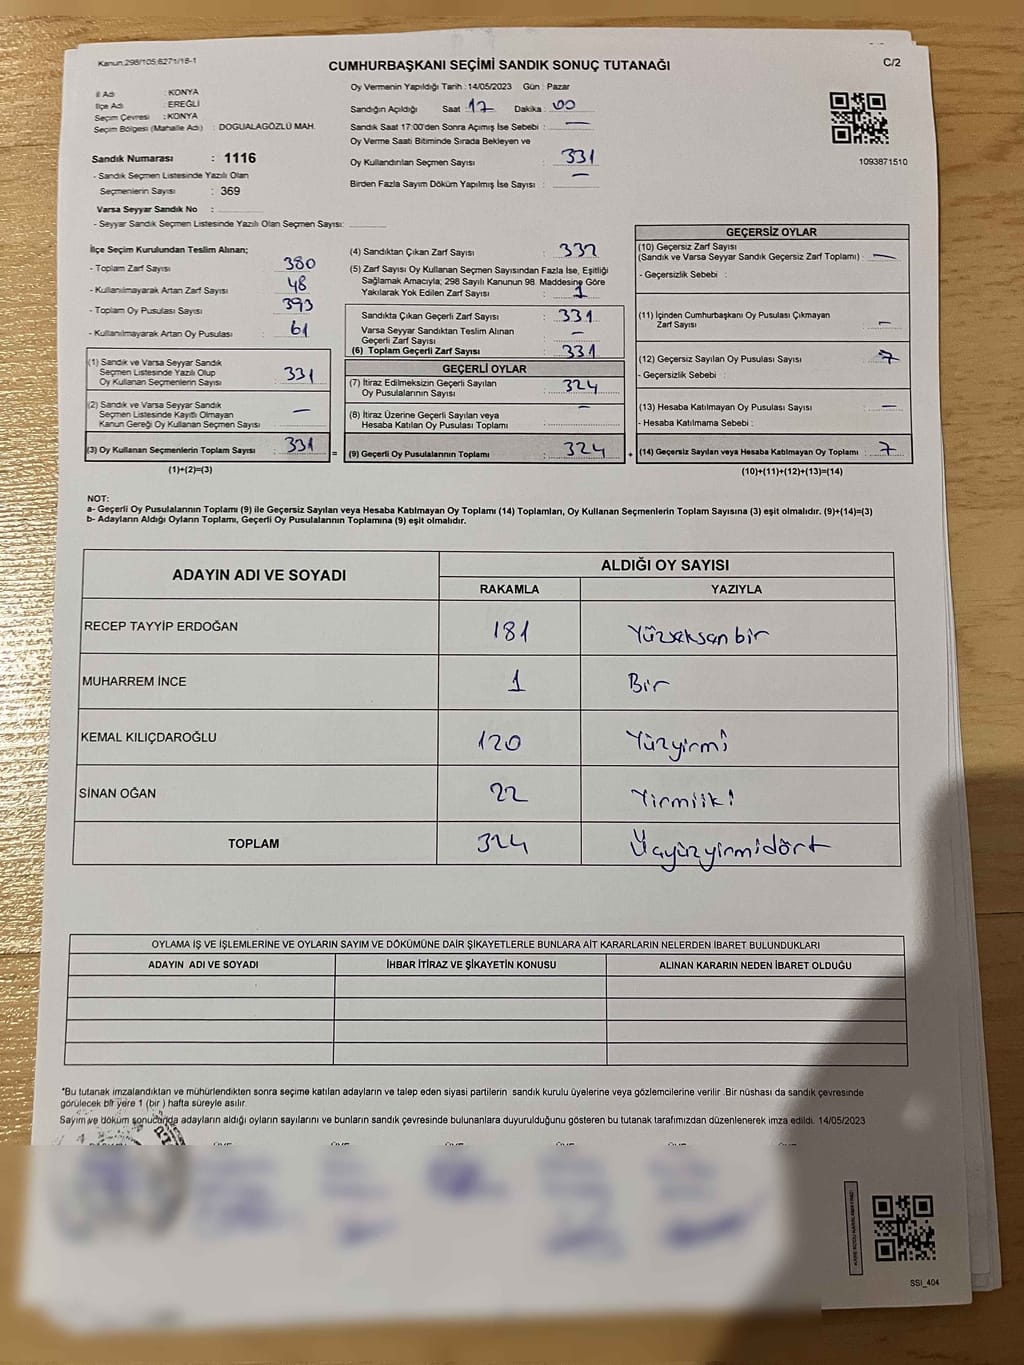 Kanun:298/105;6271/18-1
CUMHURBAŞKANI SEÇİMİ SANDIK SONUÇ TUTANAĞI
C/2
İl Adı : KONYA
İlçe Adı : EREĞLİ
Seçim Çevresi : KONYA
Seçim Bölgesi (Mahalle Adı) : DOGUALAGÖZLÜ MAH.
Sandık Numarası : 1116
- Sandık Seçmen Listesinde Yazılı Olan
Seçmenlerin Sayısı : 369
Varsa Seyyar Sandık No :
- Seyyar Sandık Seçmen Listesinde Yazılı Olan Seçmen Sayısı:
Oy Vermenin Yapıldığı Tarih : 14/05/2023 Gün : Pazar
Sandığın Açıldığı Saat : 17 Dakika : 00
Sandık Saat 17:00'den Sonra Açımış İse Sebebi : —
Oy Verme Saati Bitiminde Sırada Bekleyen ve
Oy Kullandırılan Seçmen Sayısı : 331
Birden Fazla Sayım Döküm Yapılmış İse Sayısı : —
1093871510
İlçe Seçim Kurulundan Teslim Alınan;
- Toplam Zarf Sayısı : 380
- Kullanılmayarak Artan Zarf Sayısı : 48
- Toplam Oy Pusulası Sayısı : 393
- Kullanılmayarak Artan Oy Pusulası : 61
(1) Sandık ve Varsa Seyyar Sandık
Seçmen Listesinde Yazılı Olup
Oy Kullanan Seçmenlerin Sayısı : 331
(2) Sandık ve Varsa Seyyar Sandık
Seçmen Listesinde Kayıtlı Olmayan
Kanun Gereği Oy Kullanan Seçmen Sayısı : —
(3) Oy Kullanan Seçmenlerin Toplam Sayısı : 331
(1)+(2)=(3)
=
(4) Sandıktan Çıkan Zarf Sayısı : 332
(5) Zarf Sayısı Oy Kullanan Seçmen Sayısından Fazla İse, Eşitliği
Sağlamak Amacıyla; 298 Sayılı Kanunun 98. Maddesine Göre
Yakılarak Yok Edilen Zarf Sayısı : 1
Sandıkta Çıkan Geçerli Zarf Sayısı : 331
Varsa Seyyar Sandıktan Teslim Alınan
Geçerli Zarf Sayısı : —
(6) Toplam Geçerli Zarf Sayısı : 331
GEÇERLİ OYLAR
(7) İtiraz Edilmeksizin Geçerli Sayılan
Oy Pusulalarının Sayısı : 324
(8) İtiraz Üzerine Geçerli Sayılan veya
Hesaba Katılan Oy Pusulası Toplamı : —
(9) Geçerli Oy Pusulalarının Toplamı : 324
+
GEÇERSİZ OYLAR
(10) Geçersiz Zarf Sayısı
(Sandık ve Varsa Seyyar Sandık Geçersiz Zarf Toplamı) : —
- Geçersizlik Sebebi :
(11) İçinden Cumhurbaşkanı Oy Pusulası Çıkmayan
Zarf Sayısı : —
(12) Geçersiz Sayılan Oy Pusulası Sayısı : 7
- Geçersizlik Sebebi :
(13) Hesaba Katılmayan Oy Pusulası Sayısı : —
- Hesaba Katılmama Sebebi :
(14) Geçersiz Sayılan veya Hesaba Katılmayan Oy Toplamı : 7
(10)+(11)+(12)+(13)=(14)
NOT:
a- Geçerli Oy Pusulalarının Toplamı (9) ile Geçersiz Sayılan veya Hesaba Katılmayan Oy Toplamı (14) Toplamları, Oy Kullanan Seçmenlerin Toplam Sayısına (3) eşit olmalıdır. (9)+(14)=(3)
b- Adayların Aldığı Oyların Toplamı, Geçerli Oy Pusulalarının Toplamına (9) eşit olmalıdır.
ADAYIN ADI VE SOYADI
ALDIĞI OY SAYISI
RAKAMLA YAZIYLA
RECEP TAYYİP ERDOĞAN 181 Yüzseksenbir
MUHARREM İNCE 1 Bir
KEMAL KILIÇDAROĞLU 120 Yüzyirmi
SİNAN OĞAN 22 Yirmiiki
TOPLAM 324 Üçyüzyirmidört
OYLAMA İŞ VE İŞLEMLERİNE VE OYLARIN SAYIM VE DÖKÜMÜNE DAİR ŞİKAYETLERLE BUNLARA AİT KARARLARIN NELERDEN İBARET BULUNDUKLARI
ADAYIN ADI VE SOYADI İHBAR İTİRAZ VE ŞİKAYETİN KONUSU ALINAN KARARIN NEDEN İBARET OLDUĞU
*Bu tutanak imzalandıktan ve mühürlendikten sonra seçime katılan adayların ve talep eden siyasi partilerin sandık kurulu üyelerine veya gözlemcilerine verilir .Bir nüshası da sandık çevresinde
görülecek bir yere 1 (bir ) hafta süreyle asılır.
Sayım ve döküm sonucunda adayların aldığı oyların sayılarını ve bunların sandık çevresinde bulunanlara duyurulduğunu gösteren bu tutanak tarafımızdan düzenlenerek imza edildi. 14/05/2023
SSI_404